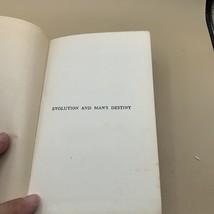 EVOLUTION AND MAN'S DESTINY